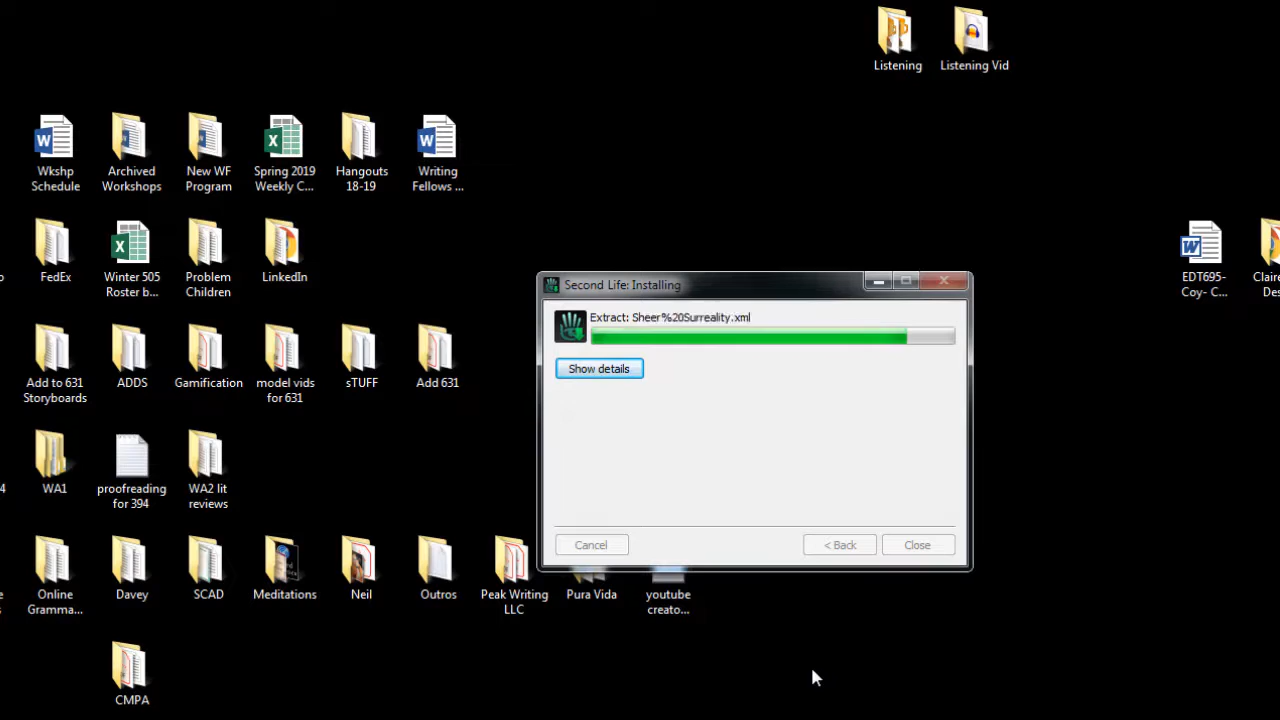 Listening
Listening Vid
Wkshp
Schedule
Archived
Workshops
New WF
Program
Spring 2019
Weekly C...
Hangouts
18-19
Writing
Fellows ...
FedEx
Winter 505
Roster b...
Problem
Children
LinkedIn
EDT695-
Coy- C...
Second Life: Installing
Extract: Sheer%20Surreality.xml
Show details
Add to 631
Storyboards
ADDS
Gamification
model vids
for 631
sTUFF
Add 631
WA1
proofreading
for 394
WA2 lit
reviews
Cancel
< Back
Close
Online
Gramma...
Davey
SCAD
Meditations
Neil
Outros
Peak Writing
LLC
Pura Vida
youtube
creato...
CMPA